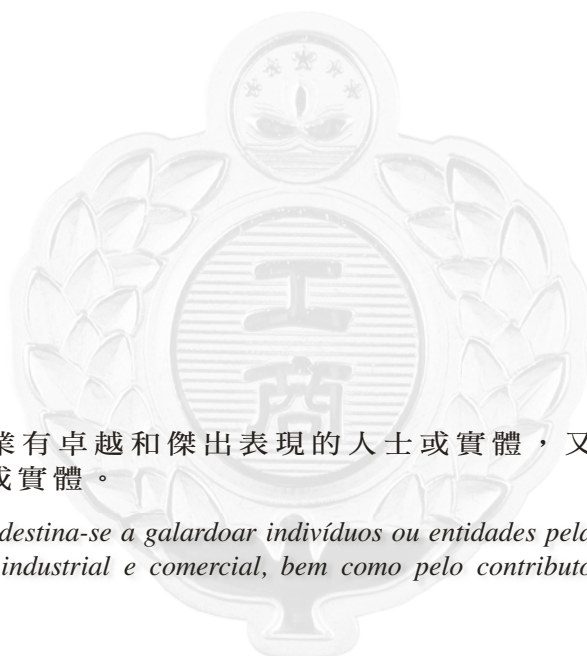 工
商
業有卓越和傑出表現的人士或實體,又
或實體。
destina-se a galardoar indivíduos ou entidades pela
industrial e comercial, bem como pelo contributo